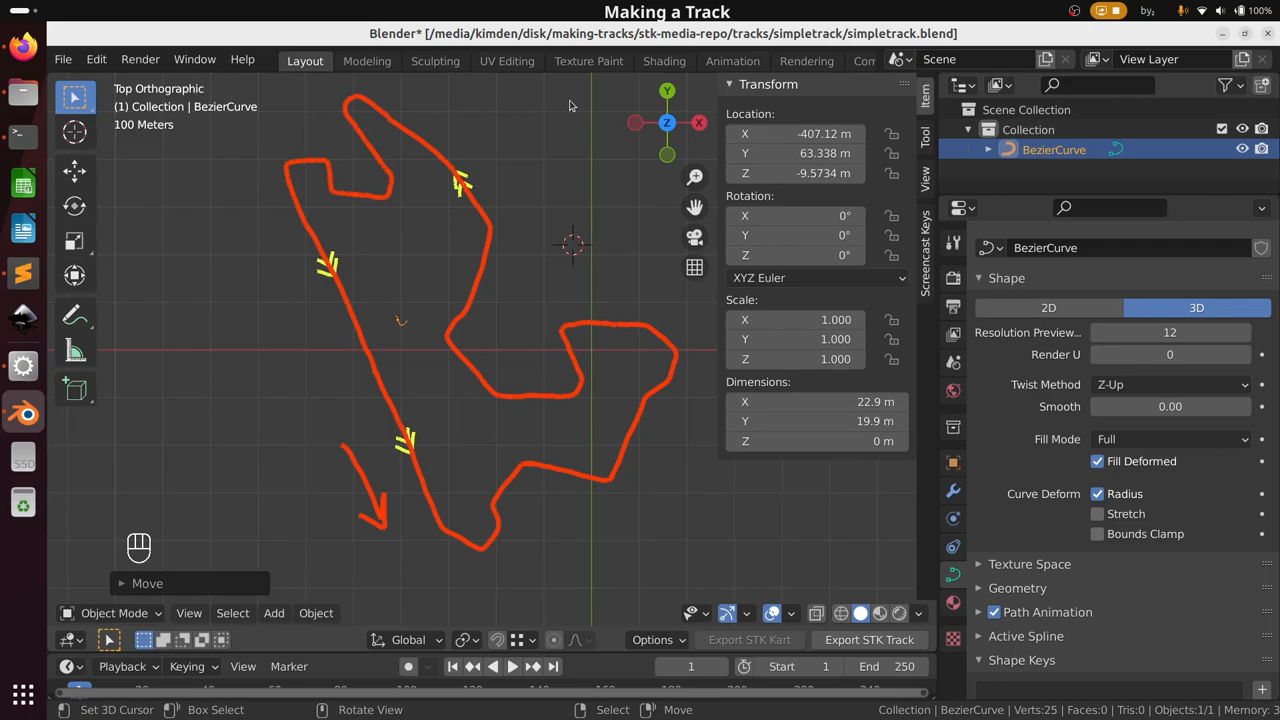 Making a Track
by₂
100%
Blender* [/media/kimden/disk/making-tracks/stk-media-repo/tracks/simpletrack/simpletrack.blend]
File Edit Render Window Help
Layout Modeling Sculpting UV Editing Texture Paint Shading Animation Rendering Com
Scene
View Layer
Top Orthographic
(1) Collection | BezierCurve
100 Meters
Y
X
Z
Transform
Location:
X -407.12 m
Y 63.338 m
Z -9.5734 m
Rotation:
X 0°
Y 0°
Z 0°
XYZ Euler
Scale:
X 1.000
Y 1.000
Z 1.000
Dimensions:
X 22.9 m
Y 19.9 m
Z 0 m
Item
Tool
View
Screencast Keys
Scene Collection
Collection
BezierCurve
BezierCurve
Shape
2D 3D
Resolution Preview... 12
Render U 0
Twist Method Z-Up
Smooth 0.00
Fill Mode Full
Fill Deformed
Curve Deform Radius
Stretch
Bounds Clamp
Texture Space
Geometry
Path Animation
Active Spline
Shape Keys
SSD
Move
Object Mode View Select Add Object
Global
Options Export STK Kart Export STK Track
Playback Keying View Marker
1
Start 1 End 250
Set 3D Cursor Box Select Rotate View Select Move
Collection | BezierCurve | Verts:25 | Faces:0 | Tris:0 | Objects:1/1 | Memory: 3